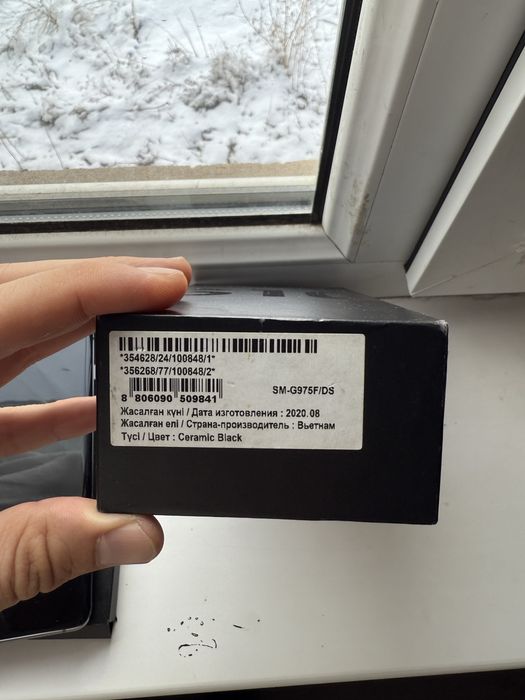 *354628/24/100848/1*
*356268/77/100848/2*
8 806090 509841
SM-G975F/DS
Жасалған күні / Дата изготовления : 2020.08
Жасалған елі / Страна-производитель : Вьетнам
Түсі / Цвет : Ceramic Black